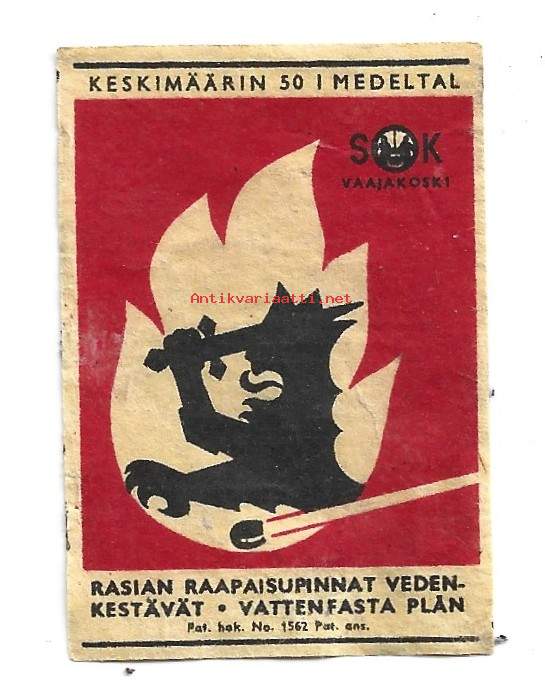 KESKIMÄÄRIN 50 I MEDELTAL
SOK
VAAJAKOSKI
Antikvariaatti.net
RASIAN RAAPAISUPINNAT VEDEN-
KESTÄVÄT • VATTENFASTA PLÅN
Pat. hak. No. 1562 Pat. ans.